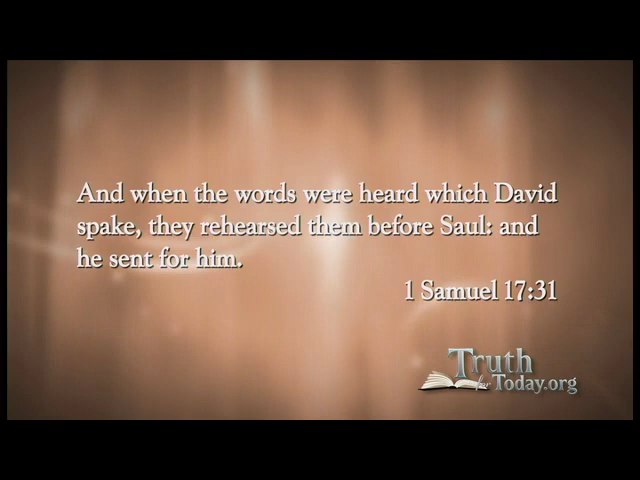 And when the words were heard which David
spake, they rehearsed them before Saul: and
he sent for him.
1 Samuel 17:31
Truth
for Today.org